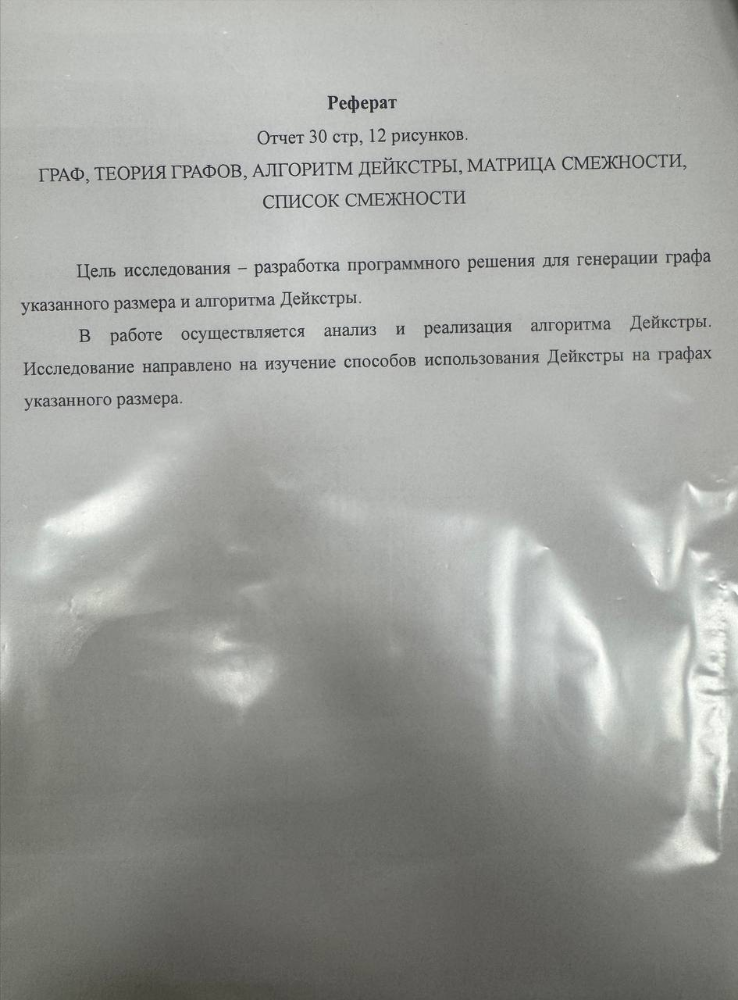 Реферат
Отчет 30 стр, 12 рисунков.
ГРАФ, ТЕОРИЯ ГРАФОВ, АЛГОРИТМ ДЕЙКСТРЫ, МАТРИЦА СМЕЖНОСТИ,
СПИСОК СМЕЖНОСТИ
Цель исследования – разработка программного решения для генерации графа
указанного размера и алгоритма Дейкстры.
В работе осуществляется анализ и реализация алгоритма Дейкстры.
Исследование направлено на изучение способов использования Дейкстры на графах
указанного размера.